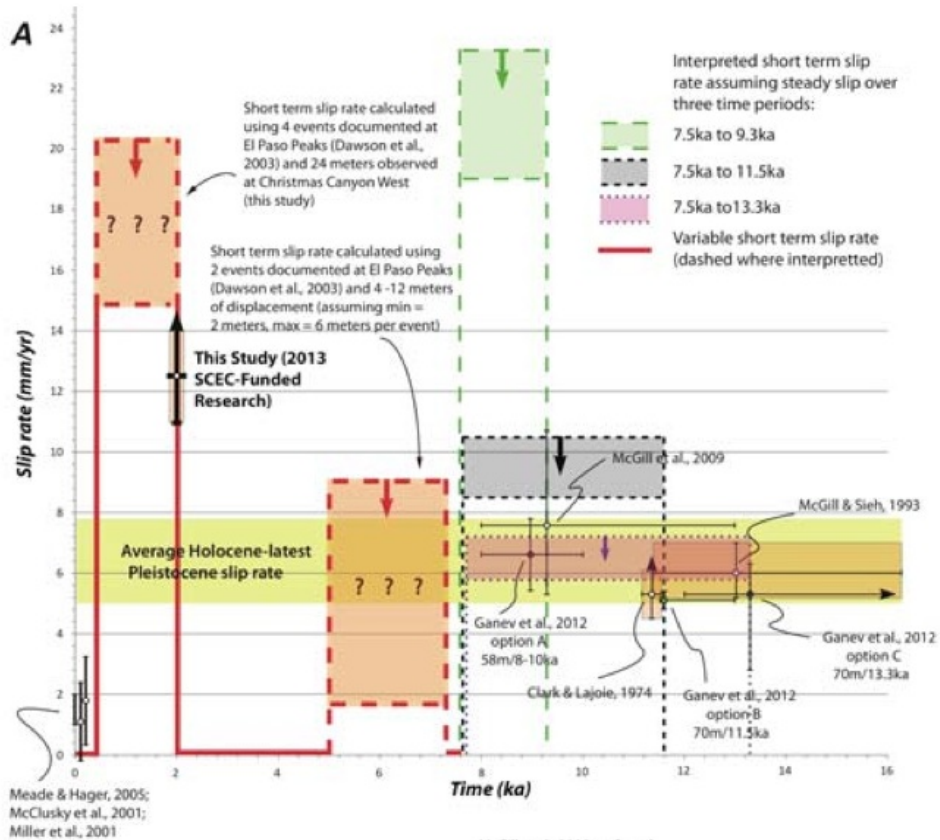 A
24
22
20
18
16
14
12
10
8
6
4
2
0
Slip rate (mm/yr)
Short term slip rate calculated
using 4 events documented at
El Paso Peaks (Dawson et al.,
2003) and 24 meters observed
at Christmas Canyon West
(this study)
? ? ?
Short term slip rate calculated using
2 events documented at El Paso Peaks
(Dawson et al., 2003) and 4 -12 meters
of displacement (assuming min =
2 meters, max = 6 meters per event)
Interpreted short term slip
rate assuming steady slip over
three time periods:
7.5ka to 9.3ka
7.5ka to 11.5ka
7.5ka to13.3ka
Variable short term slip rate
(dashed where interpretted)
This Study (2013
SCEC-Funded
Research)
McGill et al., 2009
McGill & Sieh, 1993
Average Holocene-latest
Pleistocene slip rate
? ? ?
Ganev et al., 2012
option A
58m/8-10ka
Clark & Lajoie, 1974
Ganev et al., 2012
option B
70m/11.5ka
Ganev et al., 2012
option C
70m/13.3ka
0 2 4 6 8 10 12 14 16
Time (ka)
Meade & Hager, 2005;
McClusky et al., 2001;
Miller et al., 2001